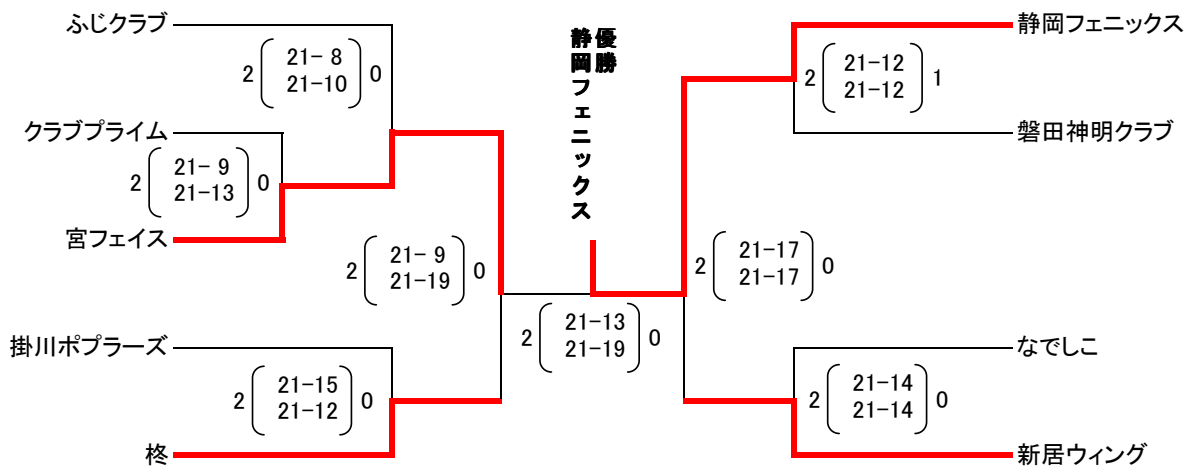 ふじクラブ
2 21- 8 0
21-10
クラブプライム
2 21- 9 0
21-13
宮フェイス
2 21- 9 0
21-19
掛川ポプラーズ
2 21-15 0
21-12
柊
優勝
静岡フェニックス
2 21-13 0
21-19
静岡フェニックス
2 21-12 1
21-12
磐田神明クラブ
2 21-17 0
21-17
なでしこ
2 21-14 0
21-14
新居ウィング